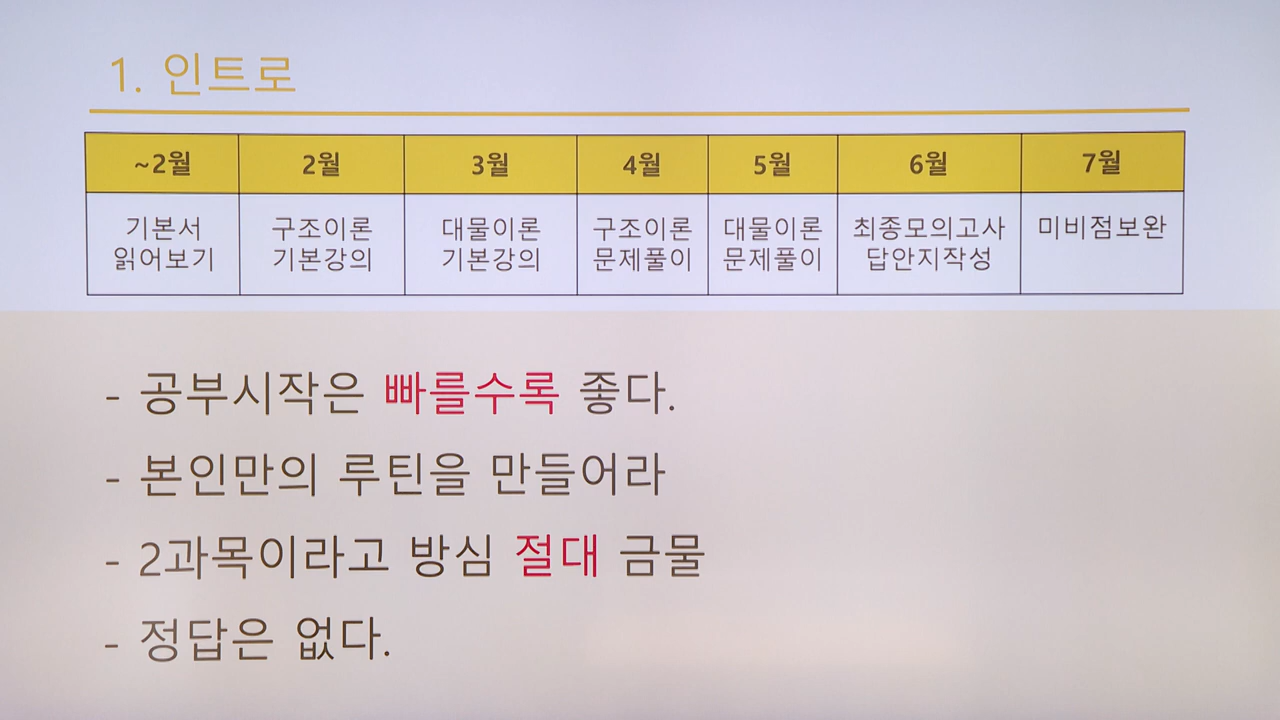 1. 인트로
~2월 2월 3월 4월 5월 6월 7월
기본서 구조이론 대물이론 구조이론 대물이론 최종모의고사 미비점보완
읽어보기 기본강의 기본강의 문제풀이 문제풀이 답안지작성
- 공부시작은 빠를수록 좋다.
- 본인만의 루틴을 만들어라
- 2과목이라고 방심 절대 금물
- 정답은 없다.